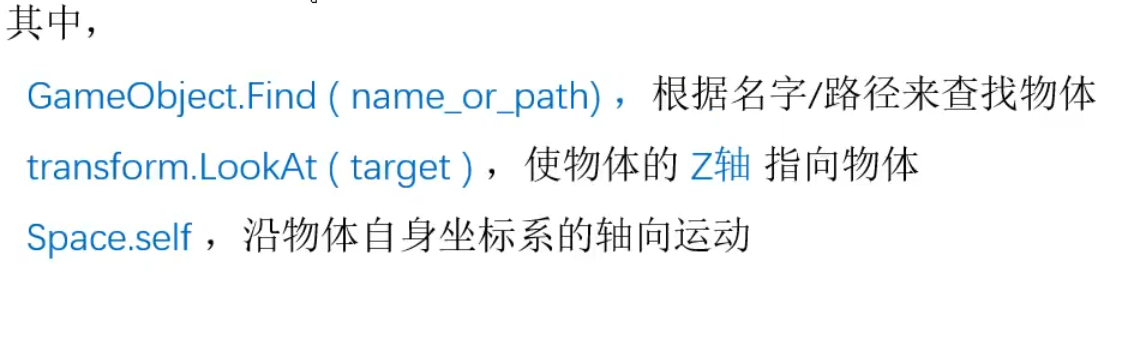 其中，
GameObject.Find ( name_or_path) ，根据名字/路径来查找物体
transform.LookAt ( target ) ，使物体的 Z轴 指向物体
Space.self ，沿物体自身坐标系的轴向运动